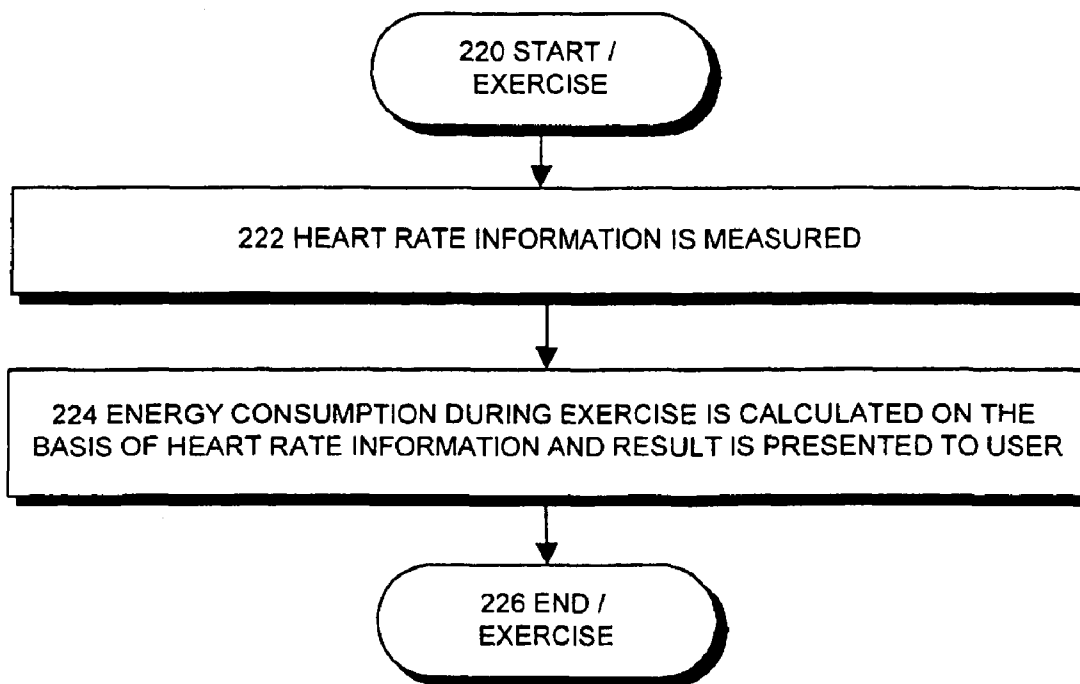 220 START /
EXERCISE
222 HEART RATE INFORMATION IS MEASURED
224 ENERGY CONSUMPTION DURING EXERCISE IS CALCULATED ON THE
BASIS OF HEART RATE INFORMATION AND RESULT IS PRESENTED TO USER
226 END /
EXERCISE